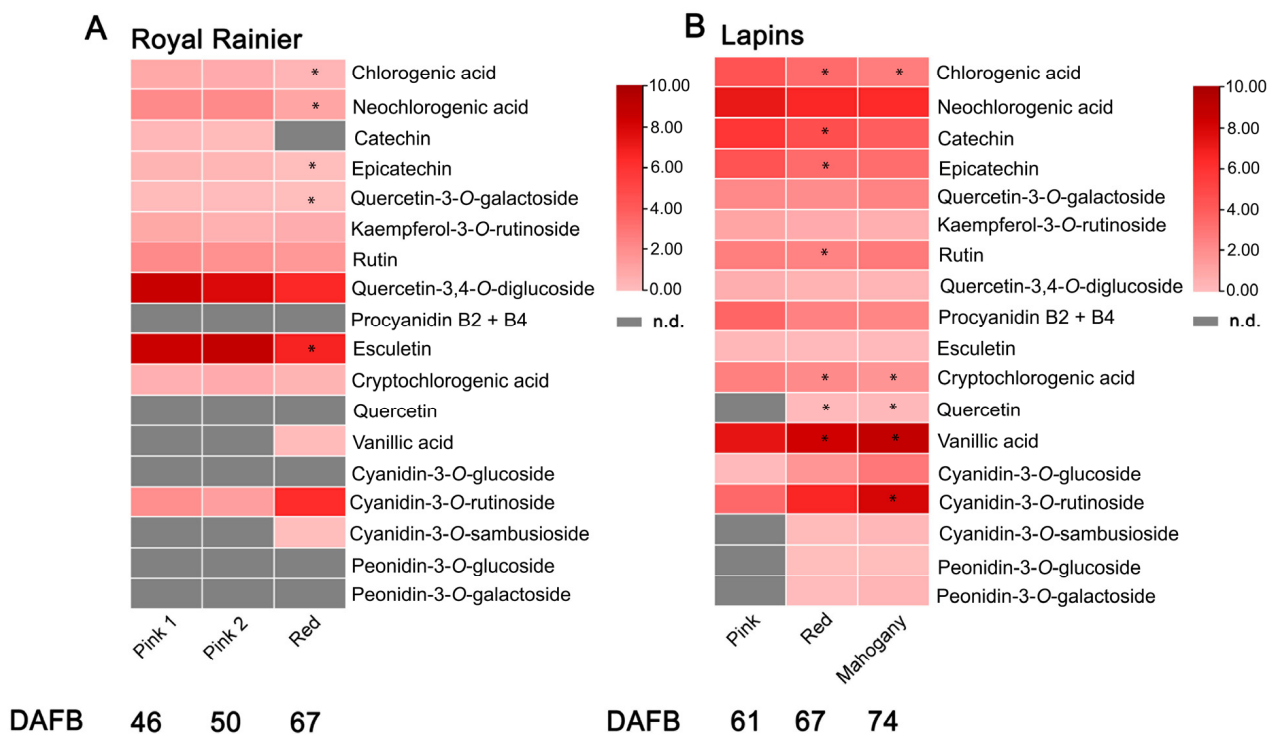 A
Royal Rainier
*
Chlorogenic acid
*
Neochlorogenic acid
Catechin
*
Epicatechin
*
Quercetin-3-O-galactoside
Kaempferol-3-O-rutinoside
Rutin
Quercetin-3,4-O-diglucoside
Procyanidin B2 + B4
*
Esculetin
Cryptochlorogenic acid
Quercetin
Vanillic acid
Cyanidin-3-O-glucoside
Cyanidin-3-O-rutinoside
Cyanidin-3-O-sambusioside
Peonidin-3-O-glucoside
Peonidin-3-O-galactoside
10.00
8.00
6.00
4.00
2.00
0.00
n.d.
Pink 1
Pink 2
Red
DAFB 46 50 67
B
Lapins
* *
Chlorogenic acid
Neochlorogenic acid
*
Catechin
*
Epicatechin
Quercetin-3-O-galactoside
Kaempferol-3-O-rutinoside
*
Rutin
Quercetin-3,4-O-diglucoside
Procyanidin B2 + B4
Esculetin
* *
Cryptochlorogenic acid
* *
Quercetin
* *
Vanillic acid
Cyanidin-3-O-glucoside
*
Cyanidin-3-O-rutinoside
Cyanidin-3-O-sambusioside
Peonidin-3-O-glucoside
Peonidin-3-O-galactoside
10.00
8.00
6.00
4.00
2.00
0.00
n.d.
Pink
Red
Mahogany
DAFB 61 67 74